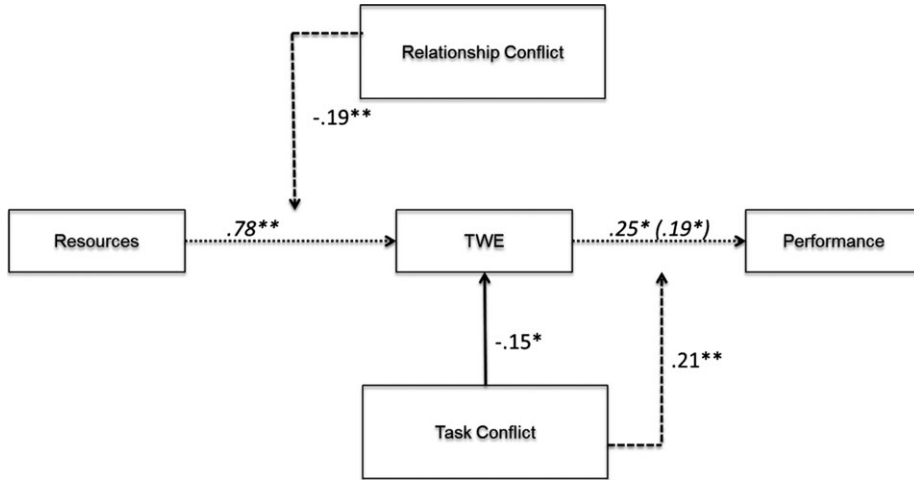 Relationship Conflict
-.19**
Resources
.78**
TWE
.25* (.19*)
Performance
-.15*
.21**
Task Conflict